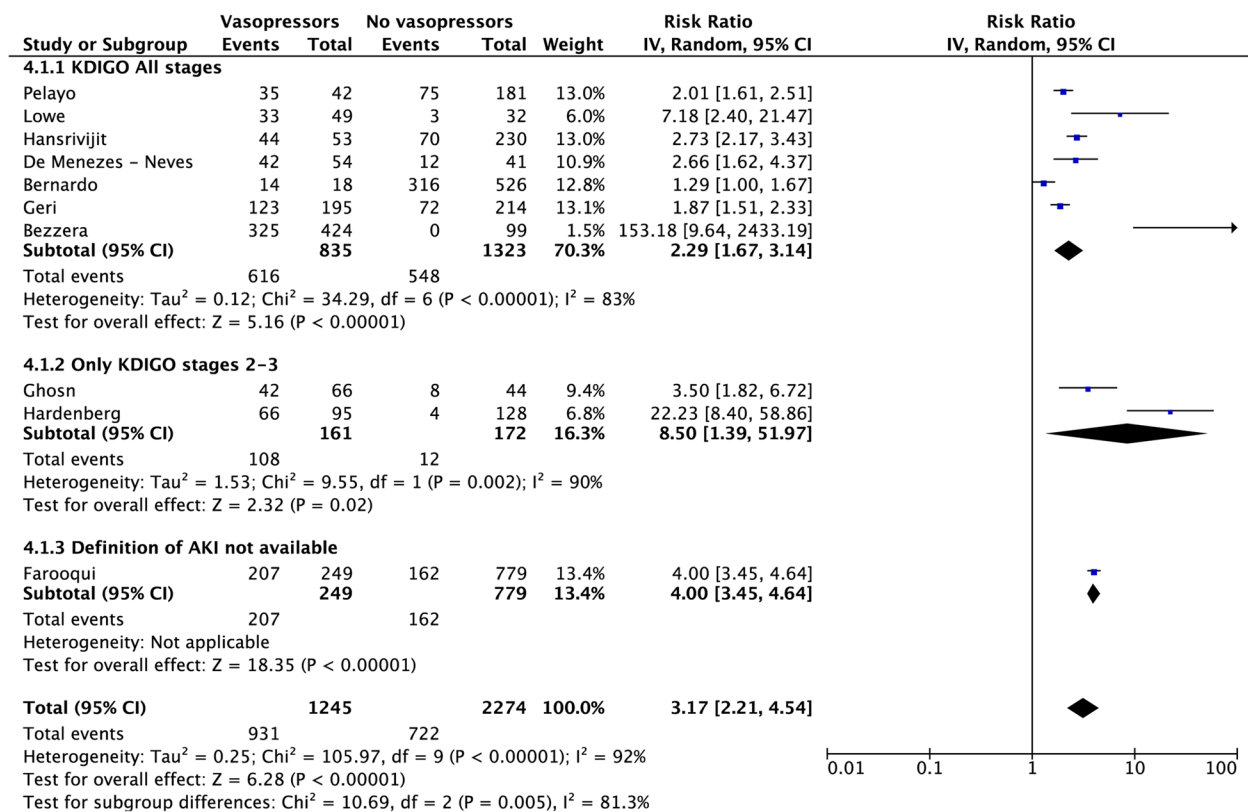 Vasopressors No vasopressors Risk Ratio Risk Ratio
Study or Subgroup Events Total Events Total Weight IV, Random, 95% CI IV, Random, 95% CI
4.1.1 KDIGO All stages
Pelayo 35 42 75 181 13.0% 2.01 [1.61, 2.51]
Lowe 33 49 3 32 6.0% 7.18 [2.40, 21.47]
Hansrivijit 44 53 70 230 13.0% 2.73 [2.17, 3.43]
De Menezes – Neves 42 54 12 41 10.9% 2.66 [1.62, 4.37]
Bernardo 14 18 316 526 12.8% 1.29 [1.00, 1.67]
Geri 123 195 72 214 13.1% 1.87 [1.51, 2.33]
Bezzera 325 424 0 99 1.5% 153.18 [9.64, 2433.19]
Subtotal (95% CI) 835 1323 70.3% 2.29 [1.67, 3.14]
Total events 616 548
Heterogeneity: Tau² = 0.12; Chi² = 34.29, df = 6 (P < 0.00001); I² = 83%
Test for overall effect: Z = 5.16 (P < 0.00001)
4.1.2 Only KDIGO stages 2–3
Ghosn 42 66 8 44 9.4% 3.50 [1.82, 6.72]
Hardenberg 66 95 4 128 6.8% 22.23 [8.40, 58.86]
Subtotal (95% CI) 161 172 16.3% 8.50 [1.39, 51.97]
Total events 108 12
Heterogeneity: Tau² = 1.53; Chi² = 9.55, df = 1 (P = 0.002); I² = 90%
Test for overall effect: Z = 2.32 (P = 0.02)
4.1.3 Definition of AKI not available
Farooqui 207 249 162 779 13.4% 4.00 [3.45, 4.64]
Subtotal (95% CI) 249 779 13.4% 4.00 [3.45, 4.64]
Total events 207 162
Heterogeneity: Not applicable
Test for overall effect: Z = 18.35 (P < 0.00001)
Total (95% CI) 1245 2274 100.0% 3.17 [2.21, 4.54]
Total events 931 722
Heterogeneity: Tau² = 0.25; Chi² = 105.97, df = 9 (P < 0.00001); I² = 92%
Test for overall effect: Z = 6.28 (P < 0.00001)
Test for subgroup differences: Chi² = 10.69, df = 2 (P = 0.005), I² = 81.3%
0.01 0.1 1 10 100